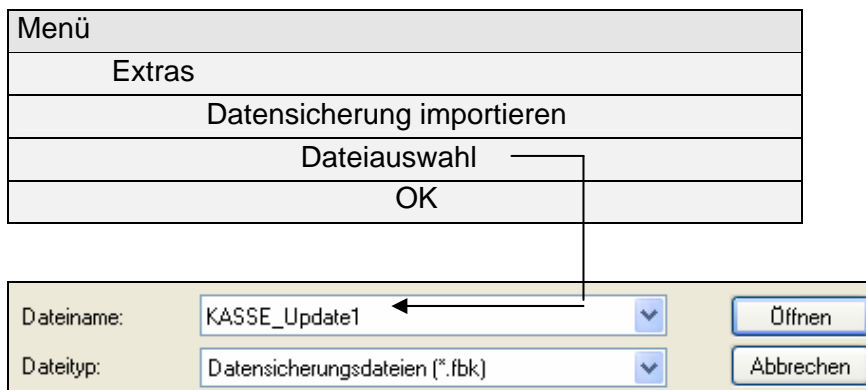 Menü
Extras
Datensicherung importieren
Dateiauswahl
OK
Dateiname: KASSE_Update1 Öffnen
Dateityp: Datensicherungsdateien (*.fbk) Abbrechen